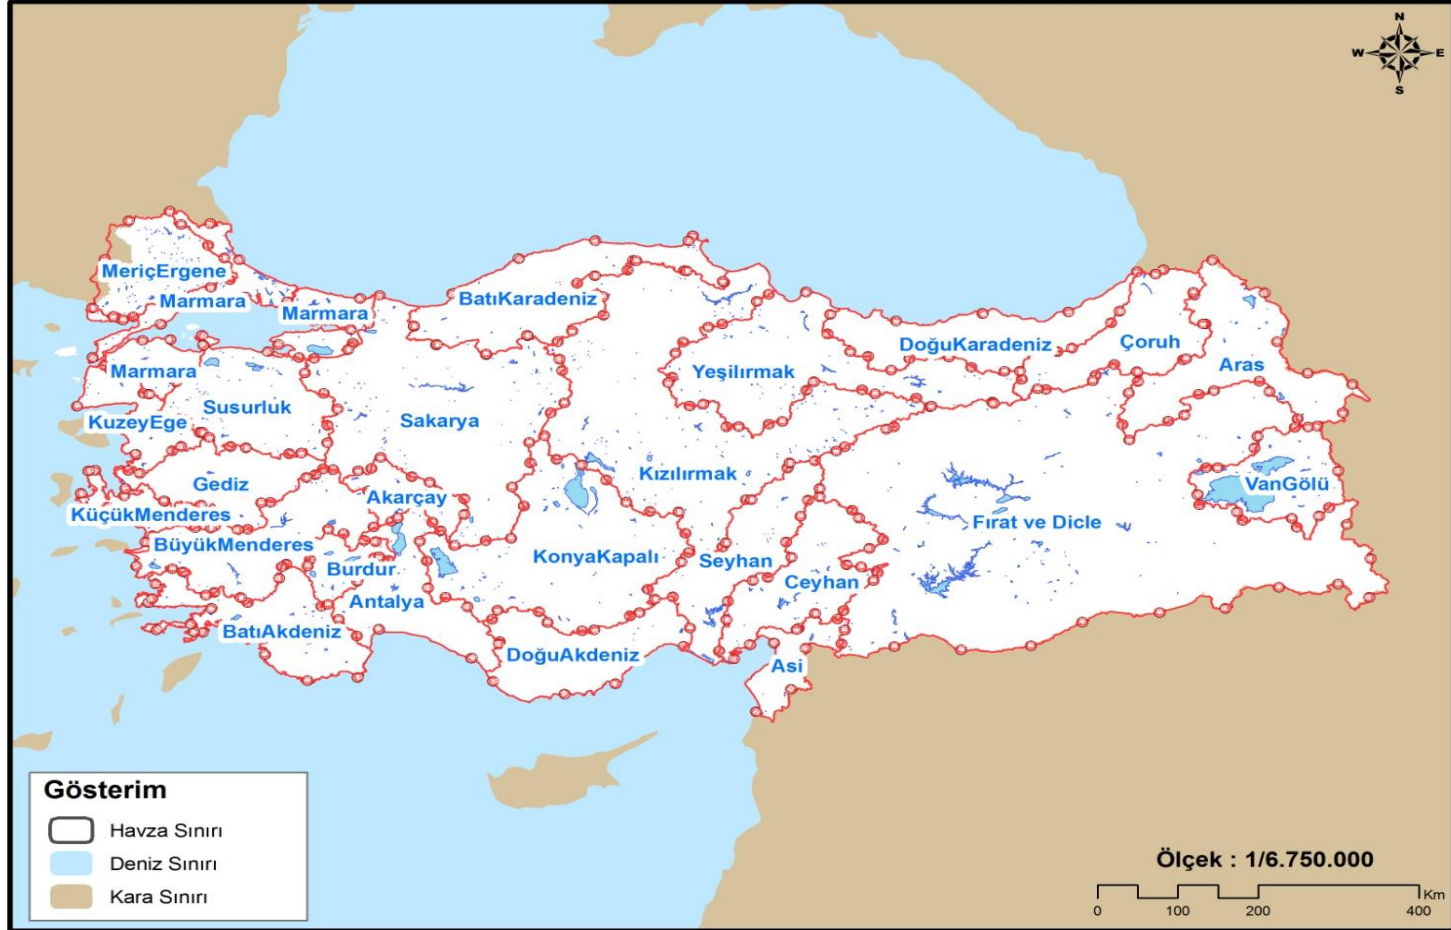 N
W E
S
MeriçErgene
Marmara
Marmara
BatıKaradeniz
DoğuKaradeniz
Çoruh
Aras
Marmara
Yeşilırmak
Susurluk
KuzeyEge
Sakarya
Kızılırmak
Gediz
Akarçay
VanGölü
KüçükMenderes
Fırat ve Dicle
BüyükMenderes
KonyaKapalı
Seyhan
Burdur
Ceyhan
Antalya
BatıAkdeniz
DoğuAkdeniz
Asi
Gösterim
Havza Sınırı
Deniz Sınırı
Kara Sınırı
Ölçek : 1/6.750.000
Km
0 100 200 400